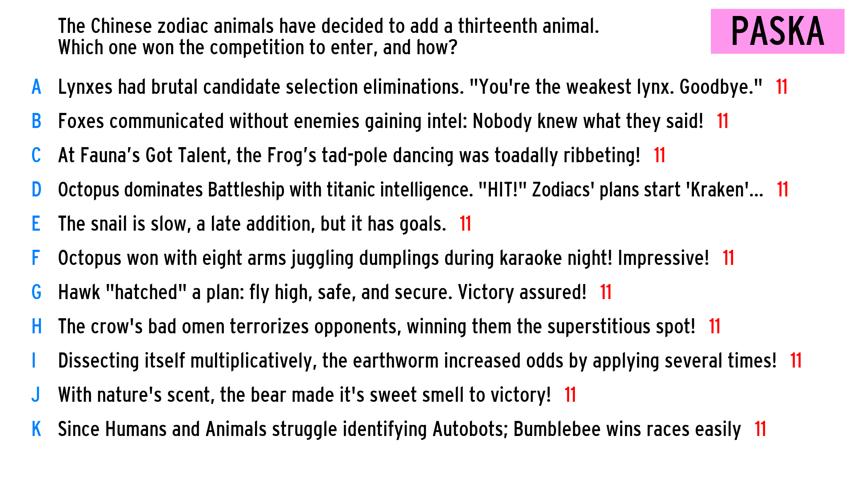 The Chinese zodiac animals have decided to add a thirteenth animal.
Which one won the competition to enter, and how?
PASKA
A Lynxes had brutal candidate selection eliminations. "You're the weakest lynx. Goodbye." 11
B Foxes communicated without enemies gaining intel: Nobody knew what they said! 11
C At Fauna's Got Talent, the Frog's tad-pole dancing was toadally ribbeting! 11
D Octopus dominates Battleship with titanic intelligence. "HIT!" Zodiacs' plans start 'Kraken'... 11
E The snail is slow, a late addition, but it has goals. 11
F Octopus won with eight arms juggling dumplings during karaoke night! Impressive! 11
G Hawk "hatched" a plan: fly high, safe, and secure. Victory assured! 11
H The crow's bad omen terrorizes opponents, winning them the superstitious spot! 11
I Dissecting itself multiplicatively, the earthworm increased odds by applying several times! 11
J With nature's scent, the bear made it's sweet smell to victory! 11
K Since Humans and Animals struggle identifying Autobots; Bumblebee wins races easily 11